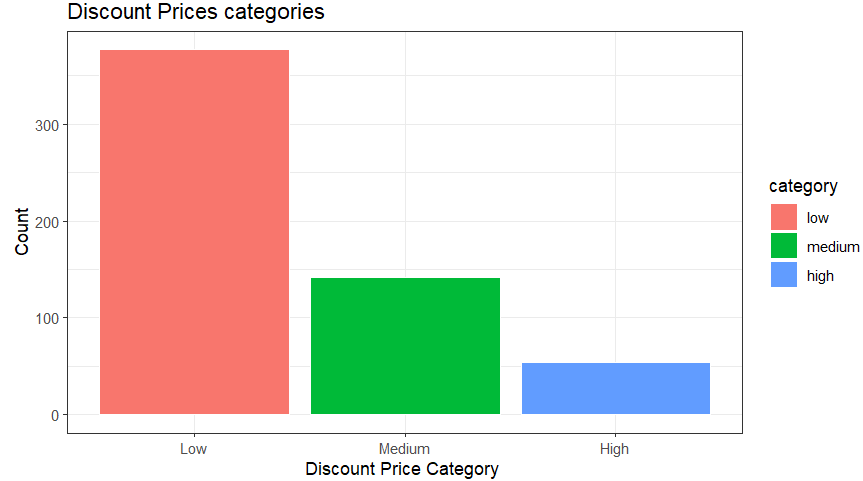 Discount Prices categories
Count
300
200
100
0
Low
Medium
High
Discount Price Category
category
low
medium
high